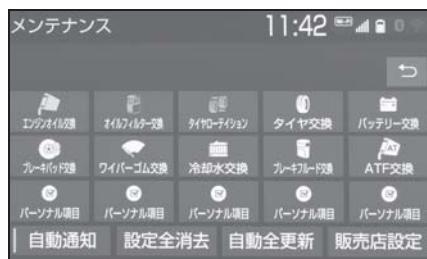 メンテナンス 11:42
エンジンオイル交換 オイルフィルター交換 タイヤローテイション タイヤ交換 バッテリー交換
ブレーキパッド交換 ワイパーゴム交換 冷却水交換 ブレーキフルード交換 ATF交換
パーソナル項目 パーソナル項目 パーソナル項目 パーソナル項目 パーソナル項目
自動通知 設定全消去 自動全更新 販売店設定